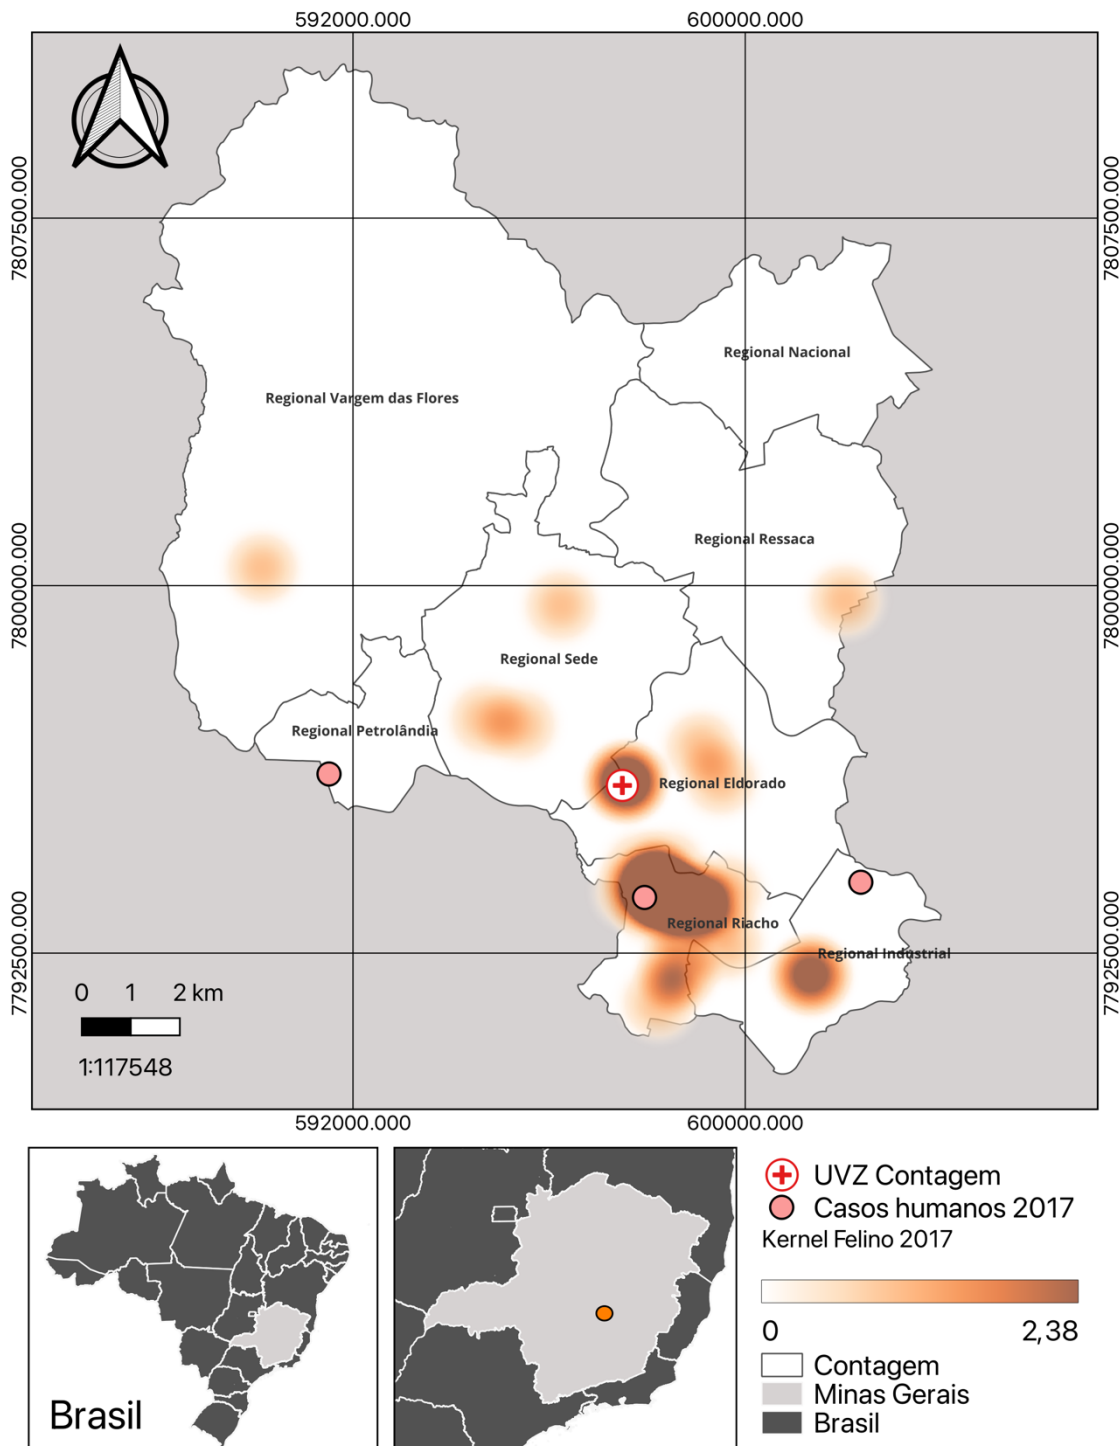 592000.000 600000.000
7807500.000 7807500.000
Regional Nacional
Regional Vargem das Flores
Regional Ressaca
7800000.000 7800000.000
Regional Sede
Regional Petrolândia
Regional Eldorado
Regional Riacho
Regional Industrial
7792500.000 7792500.000
0 1 2 km
1:117548
592000.000 600000.000
UVZ Contagem
Casos humanos 2017
Kernel Felino 2017
0 2,38
Contagem
Minas Gerais
Brasil
Brasil